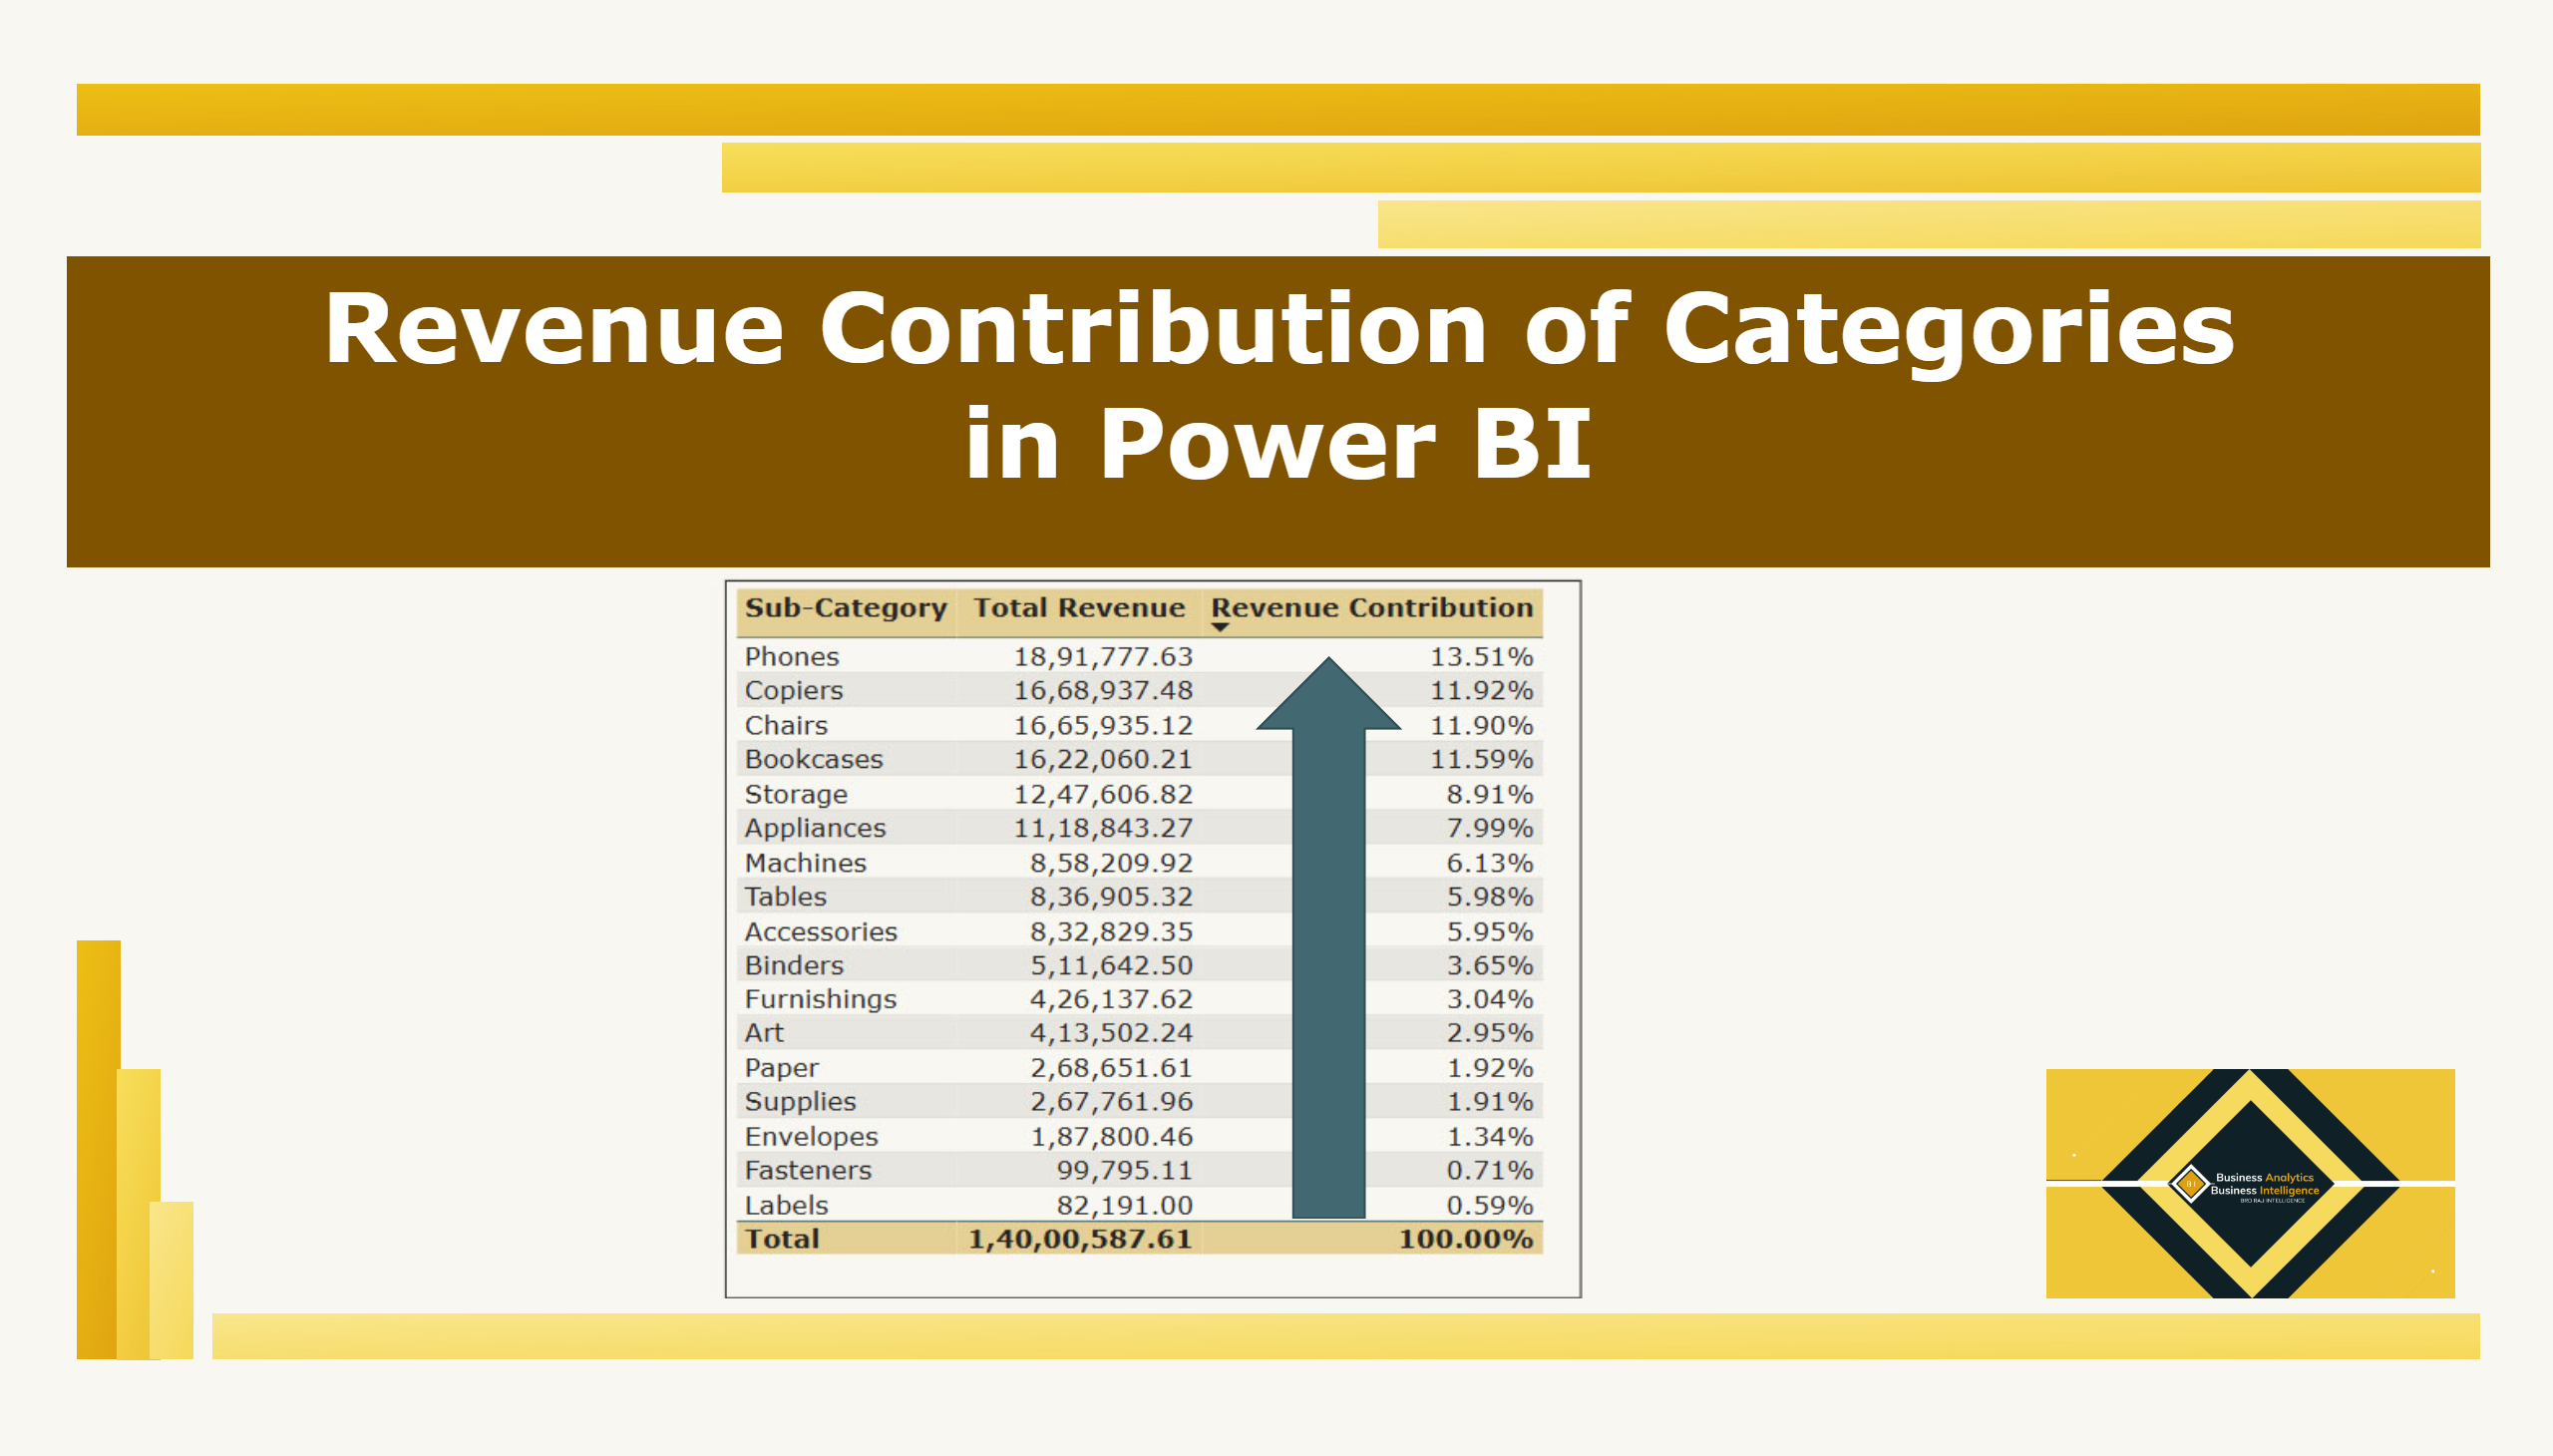 Revenue Contribution of Categories
in Power BI
Sub-Category Total Revenue Revenue Contribution
Phones 18,91,777.63 13.51%
Copiers 16,68,937.48 11.92%
Chairs 16,65,935.12 11.90%
Bookcases 16,22,060.21 11.59%
Storage 12,47,606.82 8.91%
Appliances 11,18,843.27 7.99%
Machines 8,58,209.92 6.13%
Tables 8,36,905.32 5.98%
Accessories 8,32,829.35 5.95%
Binders 5,11,642.50 3.65%
Furnishings 4,26,137.62 3.04%
Art 4,13,502.24 2.95%
Paper 2,68,651.61 1.92%
Supplies 2,67,761.96 1.91%
Envelopes 1,87,800.46 1.34%
Fasteners 99,795.11 0.71%
Labels 82,191.00 0.59%
Total 1,40,00,587.61 100.00%
Business Analytics
Business Intelligence
BRO RAJ INTELLIGENCE